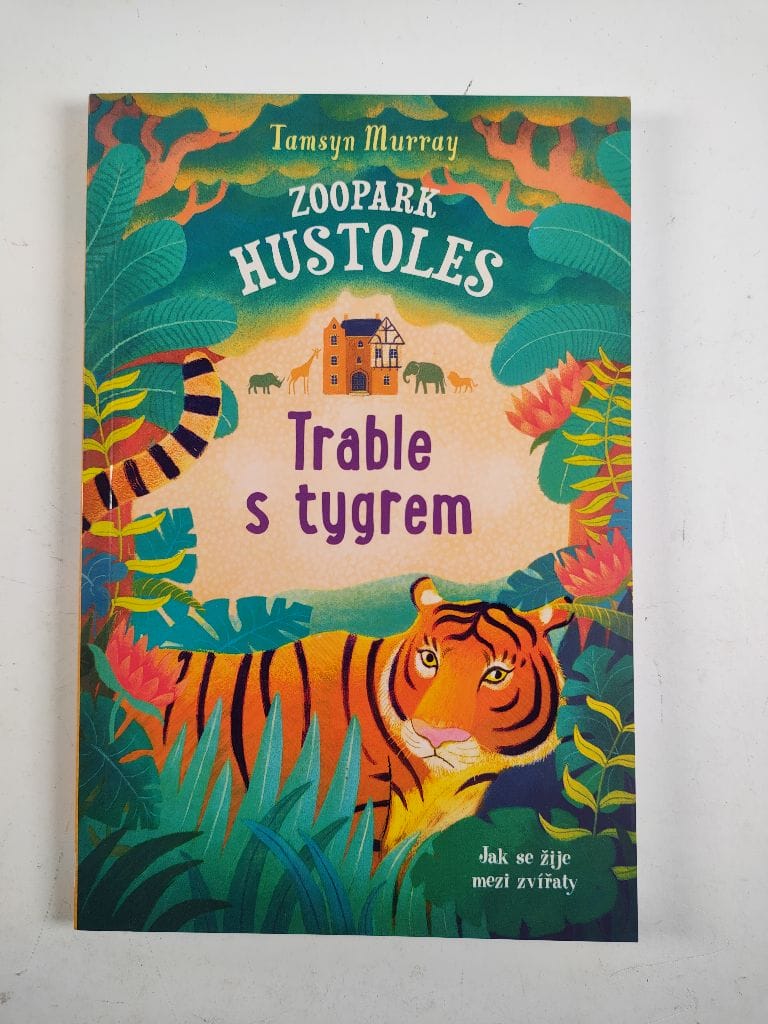 Tamsyn Murray
ZOOPARK
HUSTOLES
Trable
s tygrem
Jak se žije
mezi zvířaty